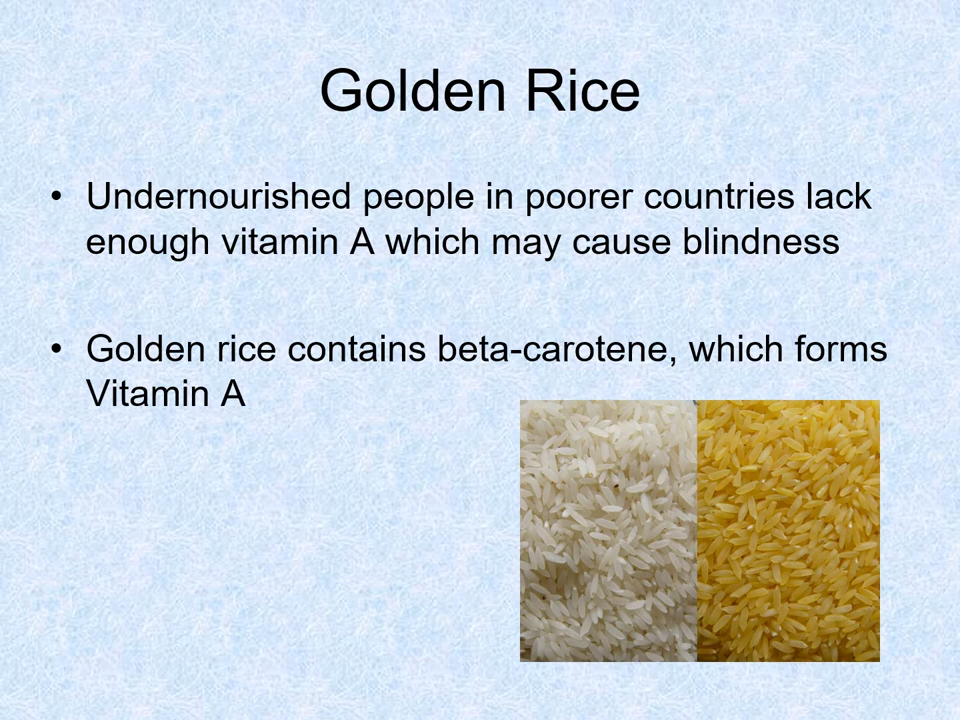 Golden Rice
• Undernourished people in poorer countries lack
enough vitamin A which may cause blindness
• Golden rice contains beta-carotene, which forms
Vitamin A